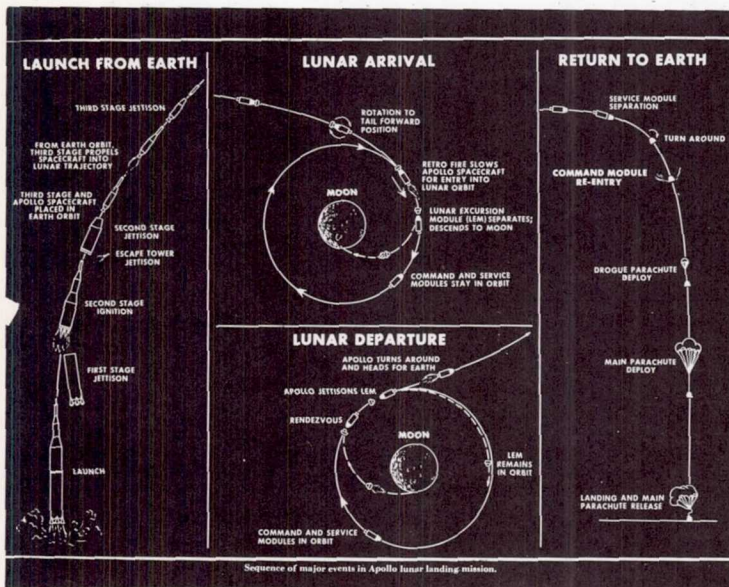 LAUNCH FROM EARTH
THIRD STAGE JETTISON
FROM EARTH ORBIT,
THIRD STAGE PROPELS
SPACECRAFT INTO
LUNAR TRAJECTORY
THIRD STAGE AND
APOLLO SPACECRAFT
PLACED IN
EARTH ORBIT
SECOND STAGE
JETTISON
ESCAPE TOWER
JETTISON
SECOND STAGE
IGNITION
FIRST STAGE
JETTISON
LAUNCH
LUNAR ARRIVAL
ROTATION TO
TAIL FORWARD
POSITION
RETRO FIRE SLOWS
APOLLO SPACECRAFT
FOR ENTRY INTO
LUNAR ORBIT
MOON
LUNAR EXCURSION
MODULE (LEM) SEPARATES;
DESCENDS TO MOON
COMMAND AND SERVICE
MODULES STAY IN ORBIT
LUNAR DEPARTURE
APOLLO TURNS AROUND
AND HEADS FOR EARTH
APOLLO JETTISONS LEM
RENDEZVOUS
MOON
LEM
REMAINS
IN ORBIT
COMMAND AND SERVICE
MODULES IN ORBIT
RETURN TO EARTH
SERVICE MODULE
SEPARATION
TURN AROUND
COMMAND MODULE
RE-ENTRY
DROGUE PARACHUTE
DEPLOY
MAIN PARACHUTE
DEPLOY
LANDING AND MAIN
PARACHUTE RELEASE
Sequence of major events in Apollo lunar landing mission.